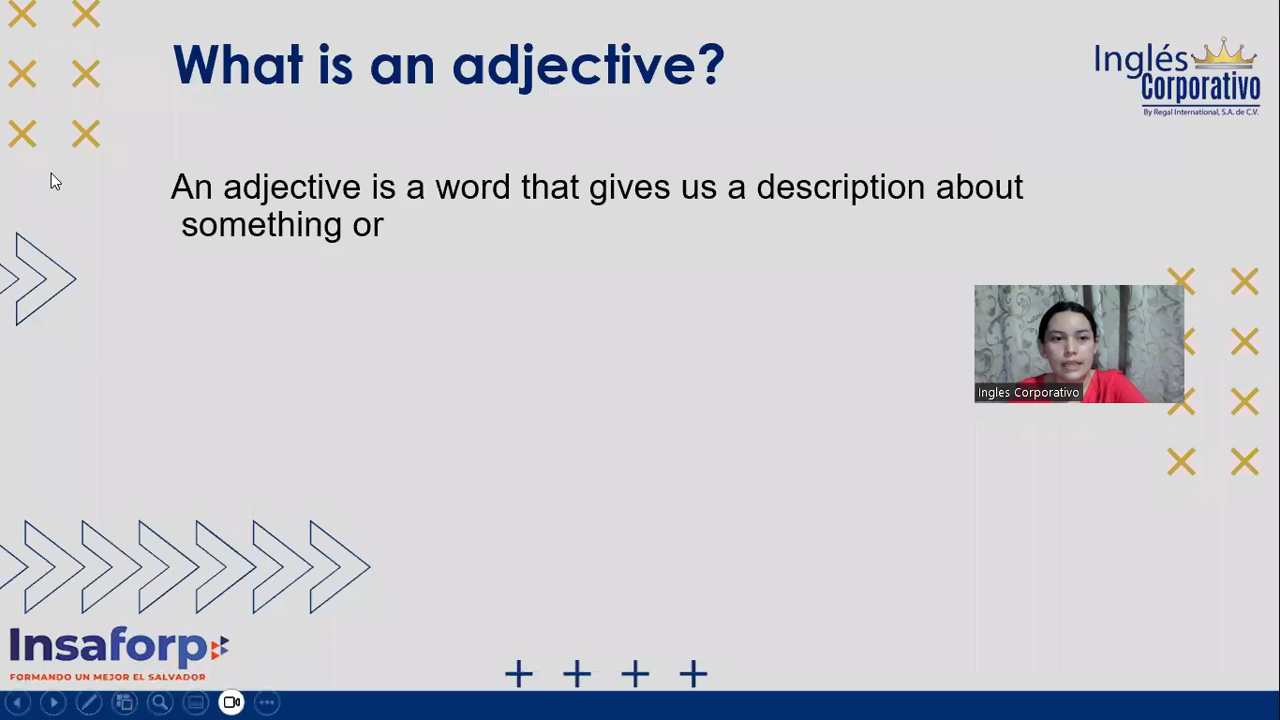 What is an adjective?
Inglés
Corporativo
By Regal International, S.A. de C.V.
An adjective is a word that gives us a description about
something or
Ingles Corporativo
Insaforp
FORMANDO UN MEJOR EL SALVADOR